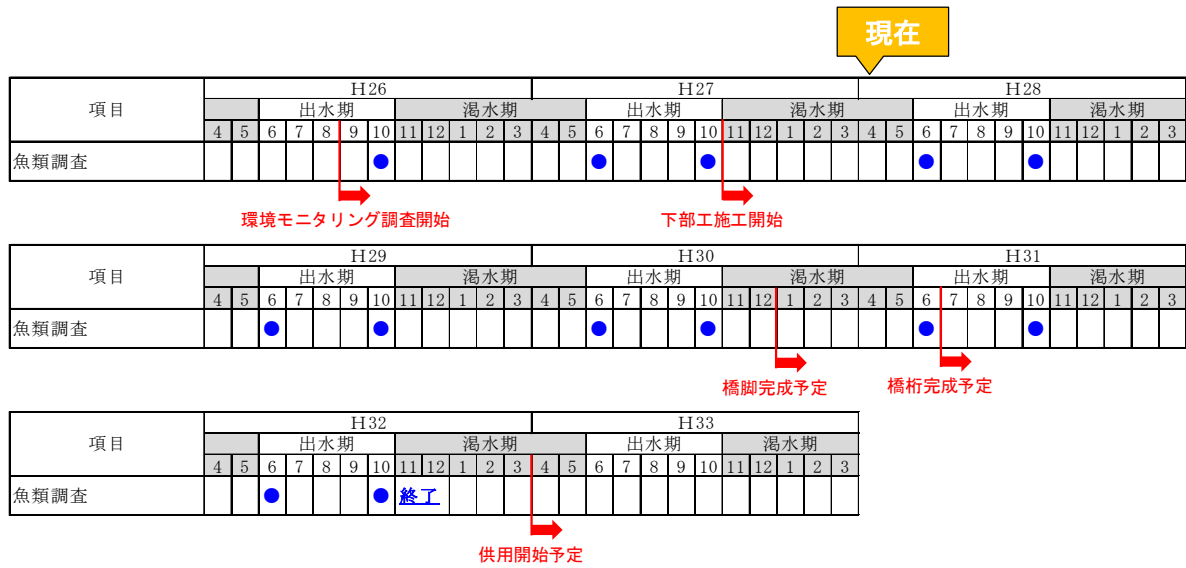 現在
項目
H26 H27 H28
出水期 渇水期 出水期 渇水期 出水期 渇水期
4 5 6 7 8 9 10 11 12 1 2 3 4 5 6 7 8 9 10 11 12 1 2 3 4 5 6 7 8 9 10 11 12 1 2 3
魚類調査 ● ● ● ● ●
環境モニタリング調査開始 下部工施工開始
項目
H29 H30 H31
出水期 渇水期 出水期 渇水期 出水期 渇水期
4 5 6 7 8 9 10 11 12 1 2 3 4 5 6 7 8 9 10 11 12 1 2 3 4 5 6 7 8 9 10 11 12 1 2 3
魚類調査 ● ● ● ● ● ●
橋脚完成予定 橋桁完成予定
項目
H32 H33
出水期 渇水期 出水期 渇水期
4 5 6 7 8 9 10 11 12 1 2 3 4 5 6 7 8 9 10 11 12 1 2 3
魚類調査 ● ● 終了
供用開始予定